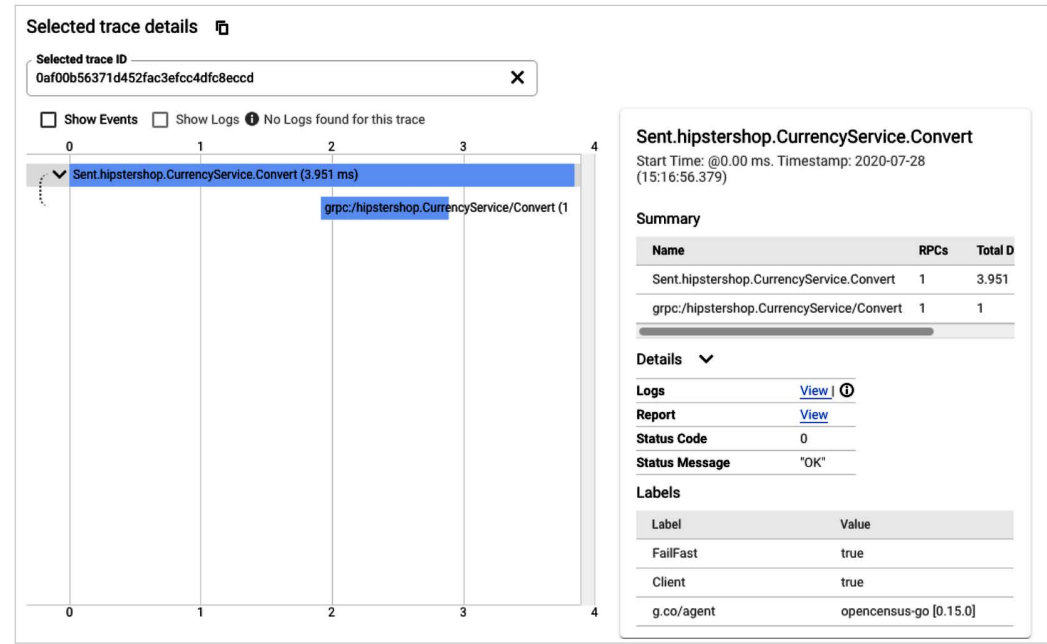 Selected trace details
Selected trace ID
0af00b56371d452fac3efcc4dfc8eccd
Show Events Show Logs No Logs found for this trace
0 1 2 3 4
Sent.hipstershop.CurrencyService.Convert (3.951 ms)
grpc:/hipstershop.CurrencyService/Convert (1
0 1 2 3 4
Sent.hipstershop.CurrencyService.Convert
Start Time: @0.00 ms. Timestamp: 2020-07-28
(15:16:56.379)
Summary
Name RPCs Total D
Sent.hipstershop.CurrencyService.Convert 1 3.951
grpc:/hipstershop.CurrencyService/Convert 1 1
Details
Logs View |
Report View
Status Code 0
Status Message "OK"
Labels
Label Value
FailFast true
Client true
g.co/agent opencensus-go [0.15.0]